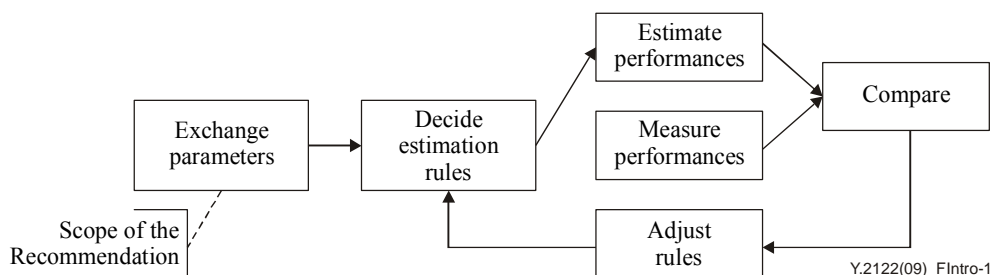 Estimate
performances
Compare
Exchange
parameters
Decide
estimation
rules
Measure
performances
Scope of the
Recommendation
Adjust
rules
Y.2122(09)_FIntro-1